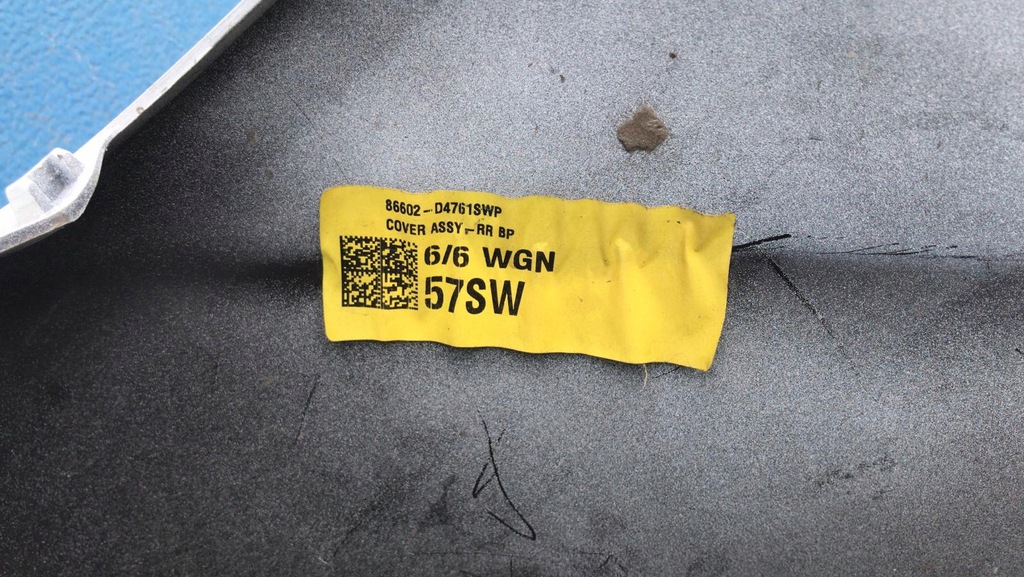 86602-D4761SWP
COVER ASSY-RR BP
6/6 WGN
57SW